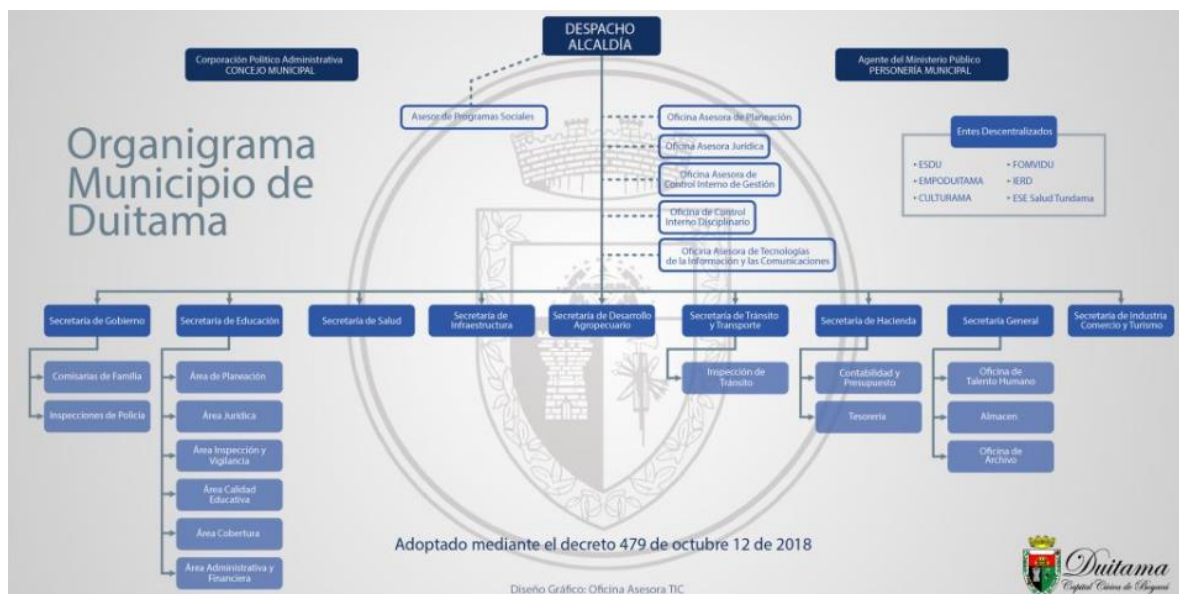 DESPACHO
ALCALDÍA
Corporación Político Administrativa
CONCEJO MUNICIPAL
Agente del Ministerio Público
PERSONERÍA MUNICIPAL
Organigrama
Municipio de
Duitama
Asesor de Programas Sociales
Oficina Asesora de Planeación
Oficina Asesora Jurídica
Oficina Asesora de
Control Interno de Gestión
Oficina de Control
Interno Disciplinario
Oficina Asesora de Tecnologías
de la Información y las Comunicaciones
Entes Descentralizados
• ESDU
• EMPODUITAMA
• CULTURAMA
• FOMVIDU
• IERD
• ESE Salud Tundama
Secretaría de Gobierno
Comisarias de Familia
Inspecciones de Policía
Secretaría de Educación
Área de Planeación
Área Jurídica
Área Inspección y
Vigilancia
Área Calidad
Educativa
Área Cobertura
Área Administrativa y
Financiera
Secretaría de Salud
Secretaría de
Infraestructura
Secretaría de Desarrollo
Agropecuario
Secretaría de Tránsito
y Transporte
Inspección de
Tránsito
Secretaría de Hacienda
Contabilidad y
Presupuesto
Tesorería
Secretaría General
Oficina de
Talento Humano
Almacen.
Oficina de
Archivo
Secretaria de Industria
Comercio y Turismo
Adoptado mediante el decreto 479 de octubre 12 de 2018
Diseño Gráfico: Oficina Asesora TIC
Duitama
Capital Cívica de Boyacá